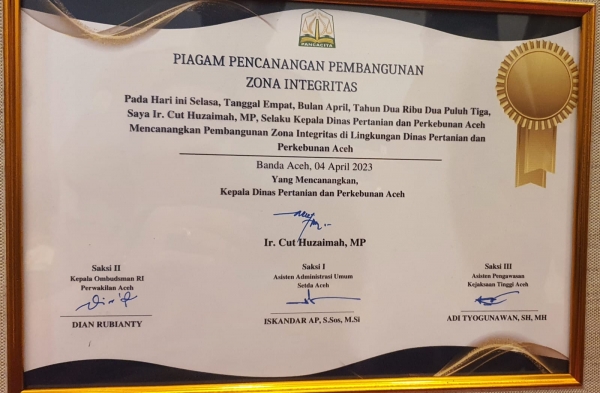 PANCACITA
PIAGAM PENCANANGAN PEMBANGUNAN
ZONA INTEGRITAS
Pada Hari ini Selasa, Tanggal Empat, Bulan April, Tahun Dua Ribu Dua Puluh Tiga,
Saya Ir. Cut Huzaimah, MP, Selaku Kepala Dinas Pertanian dan Perkebunan Aceh
Mencanangkan Pembangunan Zona Integritas di Lingkungan Dinas Pertanian dan
Perkebunan Aceh
Banda Aceh, 04 April 2023
Yang Mencanangkan,
Kepala Dinas Pertanian dan Perkebunan Aceh
Ir. Cut Huzaimah, MP
Saksi II
Kepala Ombudsman RI
Perwakilan Aceh
DIAN RUBIANTY
Saksi I
Asisten Administrasi Umum
Setda Aceh
ISKANDAR AP, S.Sos, M.Si
Saksi III
Asisten Pengawasan
Kejaksaan Tinggi Aceh
ADI TYOGUNAWAN, SH, MH